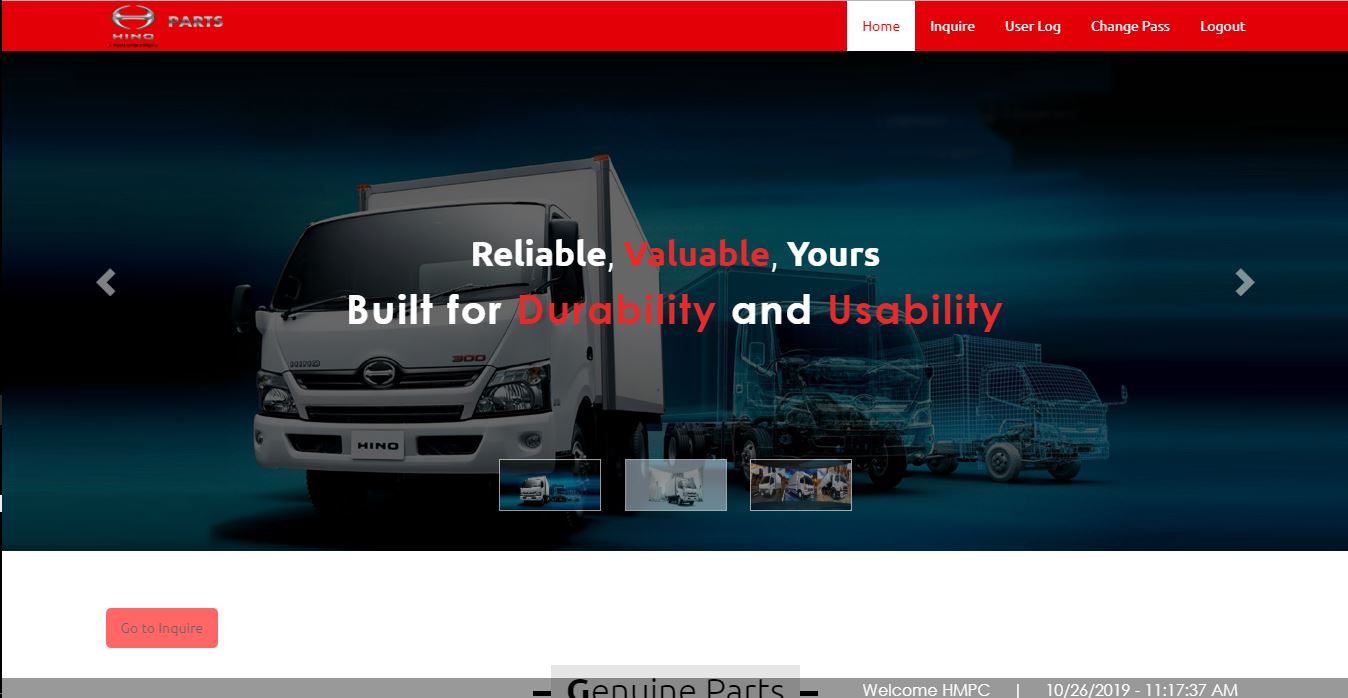 HINO
PARTS
Home
Inquire
User Log
Change Pass
Logout
Reliable, Valuable, Yours
Built for Durability and Usability
HINO
300
HINO
Go to Inquire
Genuine Parts
Welcome HMPC | 10/26/2019 - 11:17:37 AM